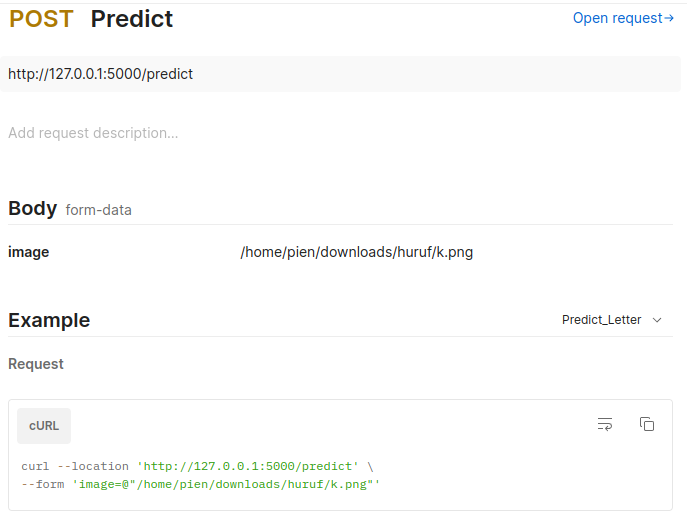 POST Predict Open request→
http://127.0.0.1:5000/predict
Add request description...
Body form-data
image /home/pien/downloads/huruf/k.png
Example Predict_Letter
Request
cURL
curl --location 'http://127.0.0.1:5000/predict' \
--form 'image=@"/home/pien/downloads/huruf/k.png"'